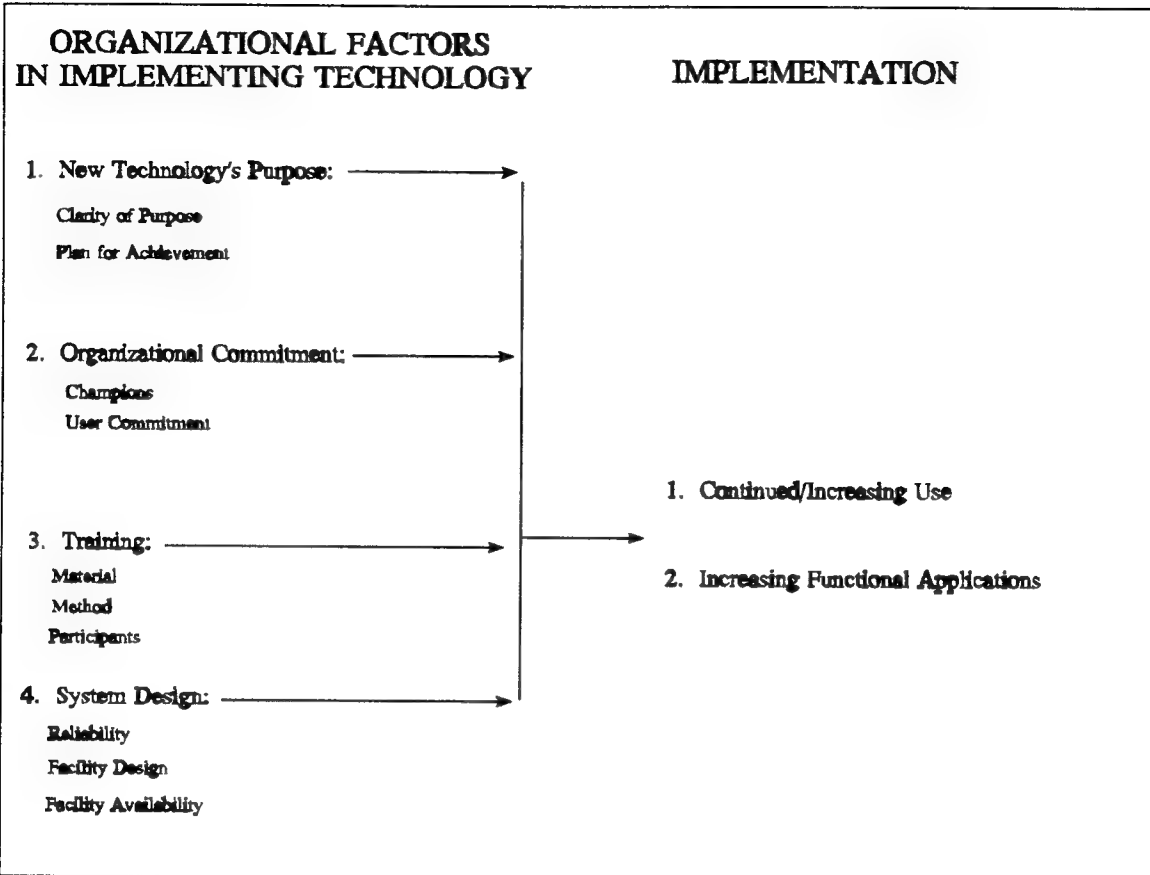 ORGANIZATIONAL FACTORS
IN IMPLEMENTING TECHNOLOGY
1. New Technology's Purpose:
Clarity of Purpose
Plan for Achievement
2. Organizational Commitment:
Champions
User Commitment
3. Training:
Material
Method
Participants
4. System Design:
Reliability
Facility Design
Facility Availability
IMPLEMENTATION
1. Continued/Increasing Use
2. Increasing Functional Applications